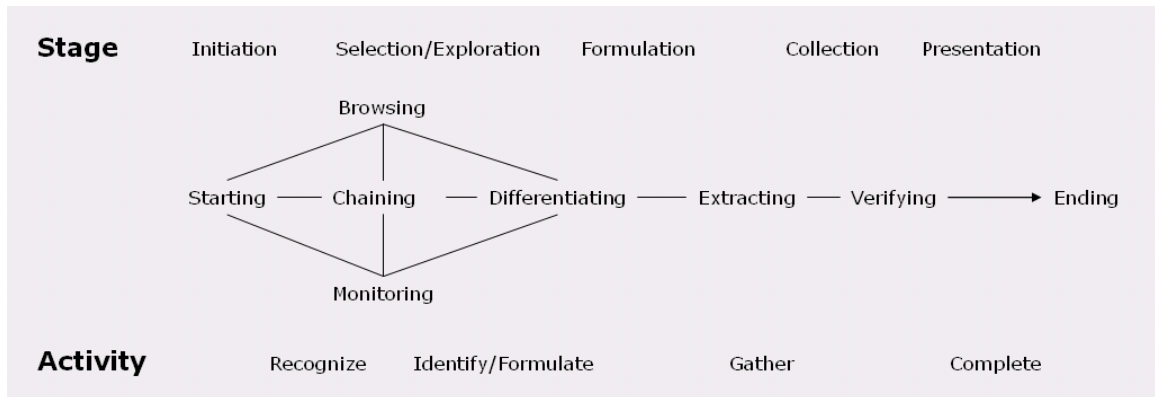 Stage Initiation Selection/Exploration Formulation Collection Presentation
Browsing
Starting Chaining Differentiating Extracting Verifying Ending
Monitoring
Activity Recognize Identify/Formulate Gather Complete